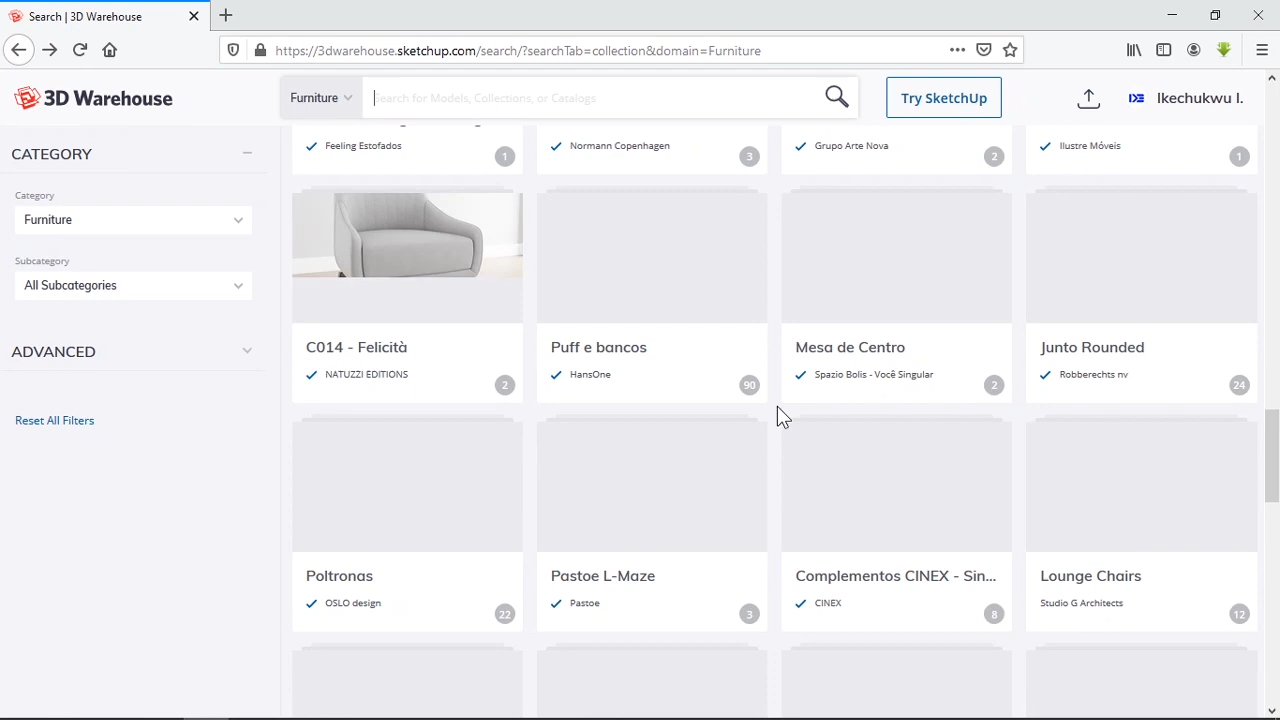 Search | 3D Warehouse
https://3dwarehouse.sketchup.com/search/?searchTab=collection&domain=Furniture
3D Warehouse
Furniture
Search for Models, Collections, or Catalogs
Try SketchUp
Ikechukwu I.
CATEGORY
Category
Furniture
Subcategory
All Subcategories
ADVANCED
Reset All Filters
Feeling Estofados
1
Normann Copenhagen
3
Grupo Arte Nova
2
Ilustre Móveis
1
C014 - Felicità
NATUZZI EDITIONS
2
Puff e bancos
HansOne
90
Mesa de Centro
Spazio Bolis - Você Singular
2
Junto Rounded
Robberechts nv
24
Poltronas
OSLO design
22
Pastoe L-Maze
Pastoe
3
Complementos CINEX - Sin...
CINEX
8
Lounge Chairs
Studio G Architects
12